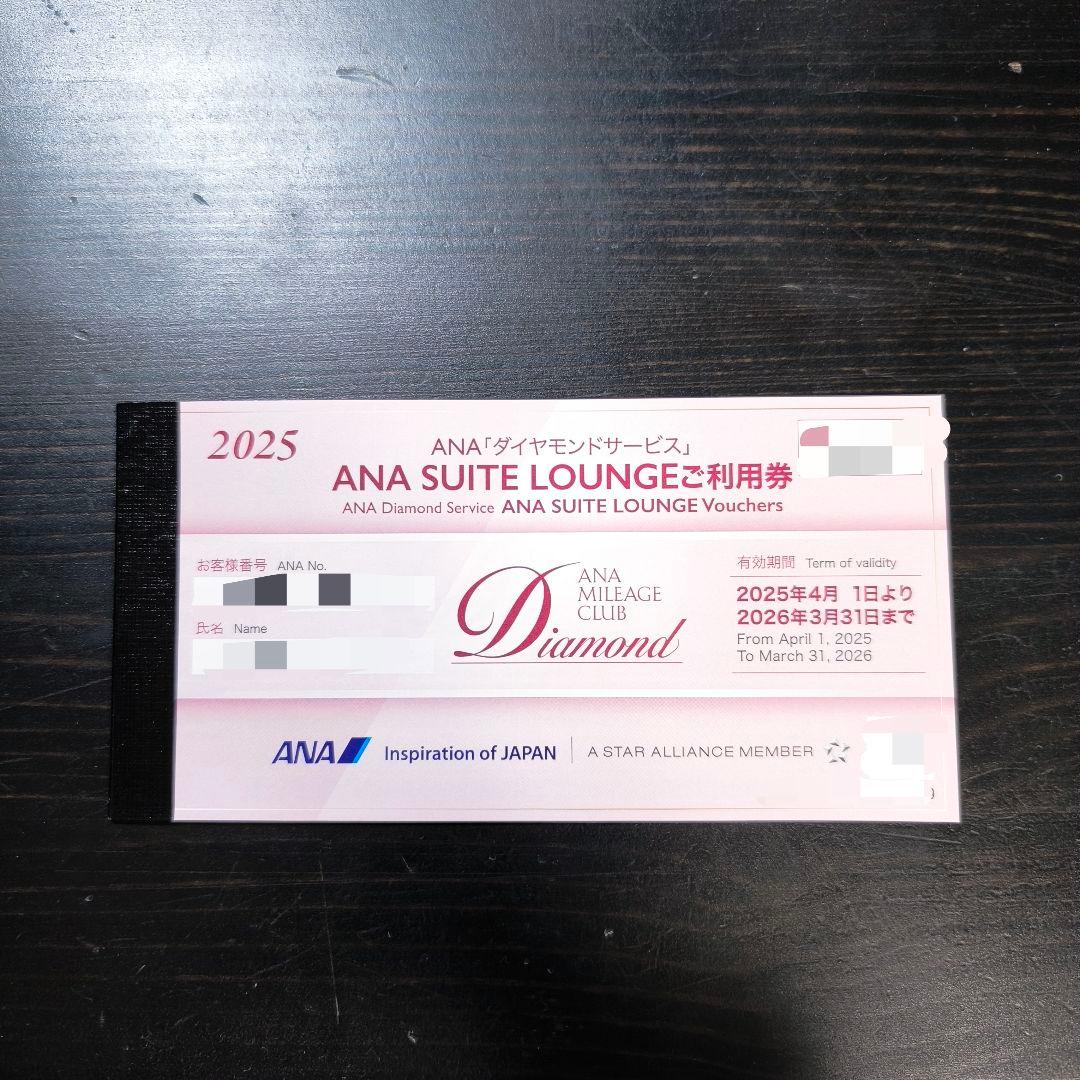 2025
ANA「ダイヤモンドサービス」
ANA SUITE LOUNGEご利用券
ANA Diamond Service ANA SUITE LOUNGE Vouchers
お客様番号 ANA No.
氏名 Name
ANA
MILEAGE
CLUB
Diamond
有効期間 Term of validity
2025年4月 1日より
2026年3月31日まで
From April 1, 2025
To March 31, 2026
ANA Inspiration of JAPAN A STAR ALLIANCE MEMBER